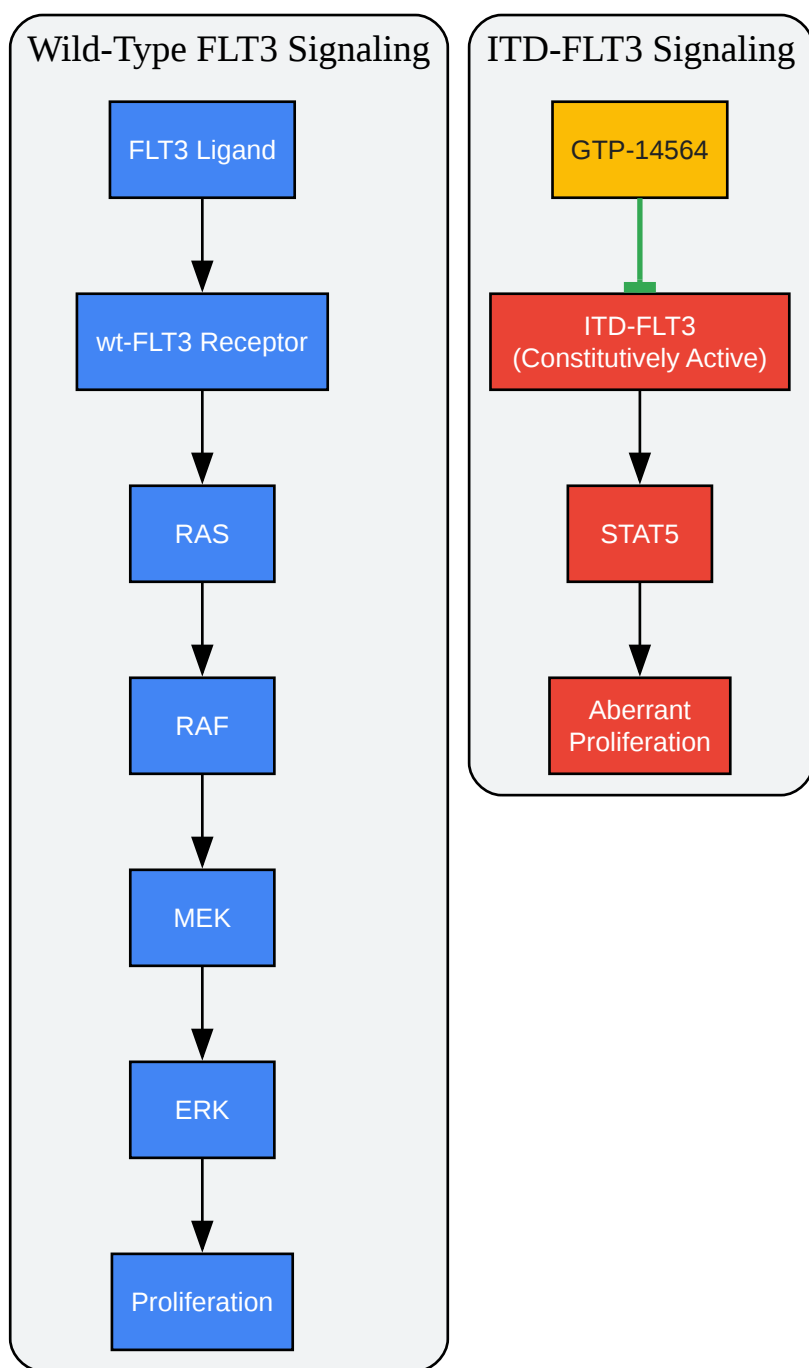 Wild-Type FLT3 Signaling
FLT3 Ligand
wt-FLT3 Receptor
RAS
RAF
MEK
ERK
Proliferation
ITD-FLT3 Signaling
GTP-14564
ITD-FLT3
(Constitutively Active)
STAT5
Aberrant
Proliferation